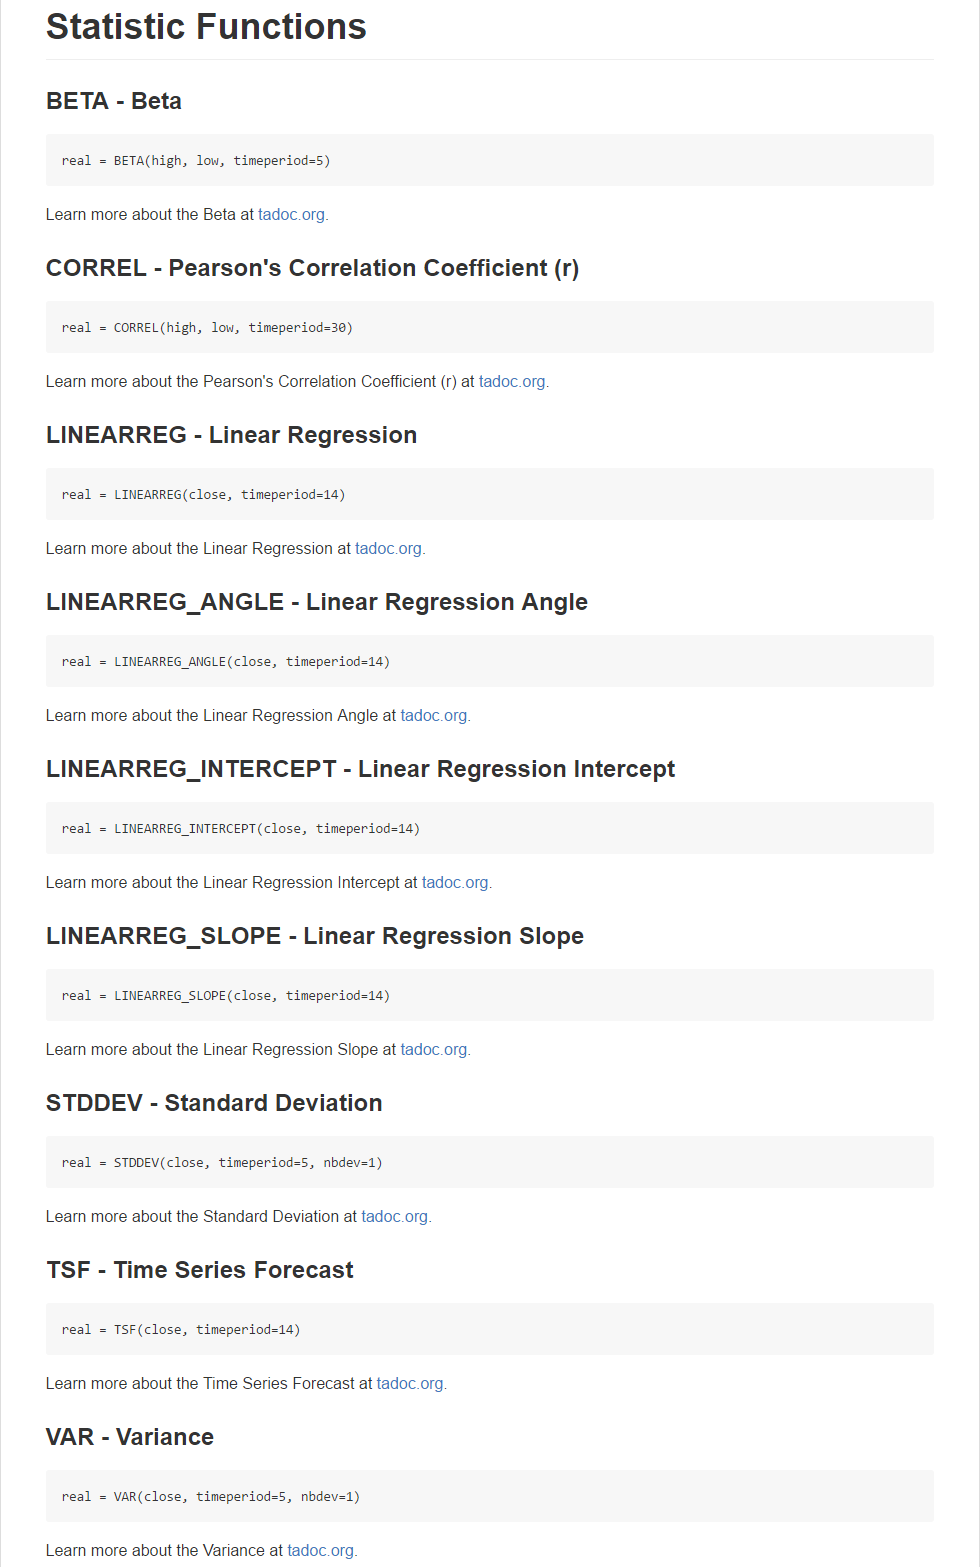 Statistic Functions
BETA - Beta
real = BETA(high, low, timeperiod=5)
Learn more about the Beta at tadoc.org.
CORREL - Pearson's Correlation Coefficient (r)
real = CORREL(high, low, timeperiod=30)
Learn more about the Pearson's Correlation Coefficient (r) at tadoc.org.
LINEARREG - Linear Regression
real = LINEARREG(close, timeperiod=14)
Learn more about the Linear Regression at tadoc.org.
LINEARREG_ANGLE - Linear Regression Angle
real = LINEARREG_ANGLE(close, timeperiod=14)
Learn more about the Linear Regression Angle at tadoc.org.
LINEARREG_INTERCEPT - Linear Regression Intercept
real = LINEARREG_INTERCEPT(close, timeperiod=14)
Learn more about the Linear Regression Intercept at tadoc.org.
LINEARREG_SLOPE - Linear Regression Slope
real = LINEARREG_SLOPE(close, timeperiod=14)
Learn more about the Linear Regression Slope at tadoc.org.
STDDEV - Standard Deviation
real = STDDEV(close, timeperiod=5, nbdev=1)
Learn more about the Standard Deviation at tadoc.org.
TSF - Time Series Forecast
real = TSF(close, timeperiod=14)
Learn more about the Time Series Forecast at tadoc.org.
VAR - Variance
real = VAR(close, timeperiod=5, nbdev=1)
Learn more about the Variance at tadoc.org.